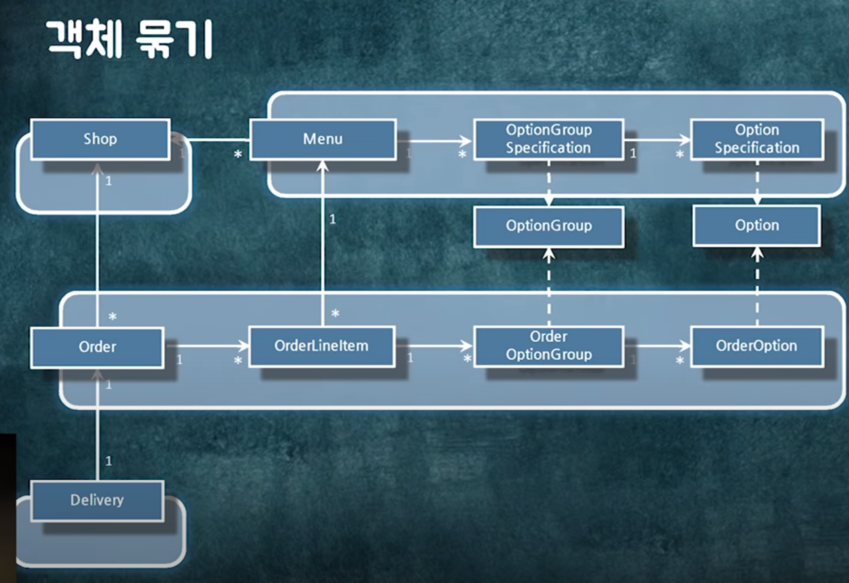 객체 묶기
Shop
1
*
Menu
1
*
OptionGroup
Specification
1
*
Option
Specification
1
1
OptionGroup
Option
*
*
Order
1
*
OrderLineItem
1
*
Order
OptionGroup
1
*
OrderOption
1
1
Delivery